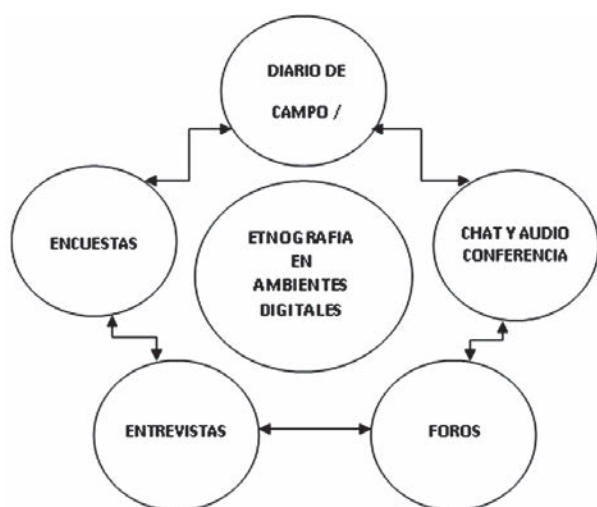 DIARIO DE
CAMPO /
ENCUESTAS
ETNOGRAFIA
EN
AMBIENTES
DIGITALES
CHAT Y AUDIO
CONFERENCIA
ENTREVISTAS
FOROS